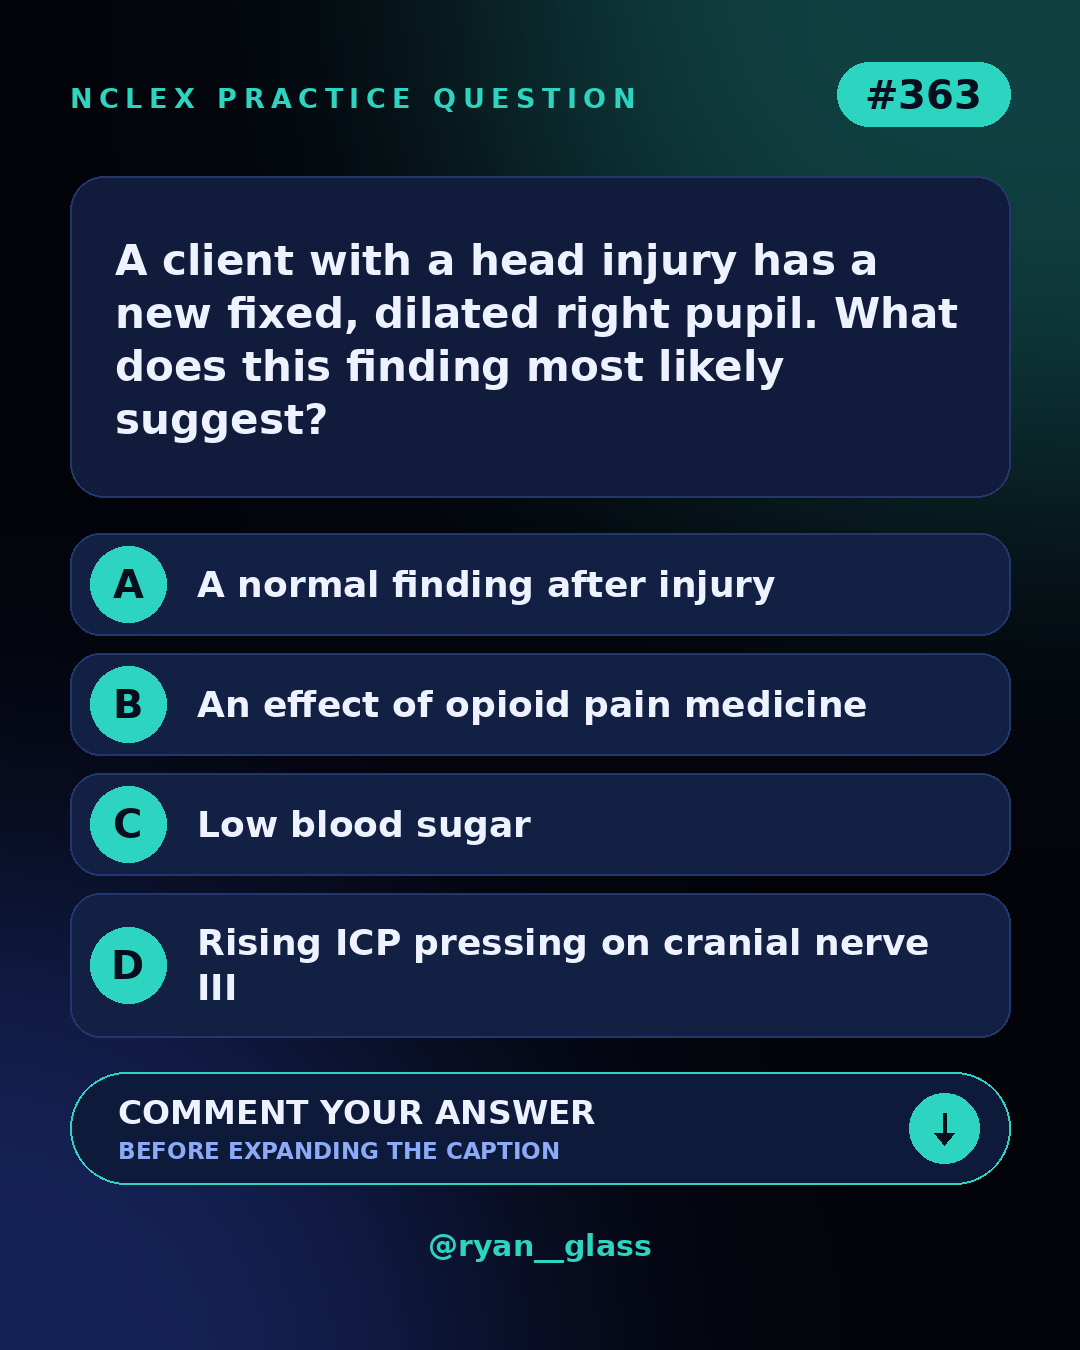 NCLEX PRACTICE QUESTION
#363
A client with a head injury has a
new fixed, dilated right pupil. What
does this finding most likely
suggest?
A
A normal finding after injury
B
An effect of opioid pain medicine
C
Low blood sugar
D
Rising ICP pressing on cranial nerve
III
COMMENT YOUR ANSWER
BEFORE EXPANDING THE CAPTION
@ryan__glass